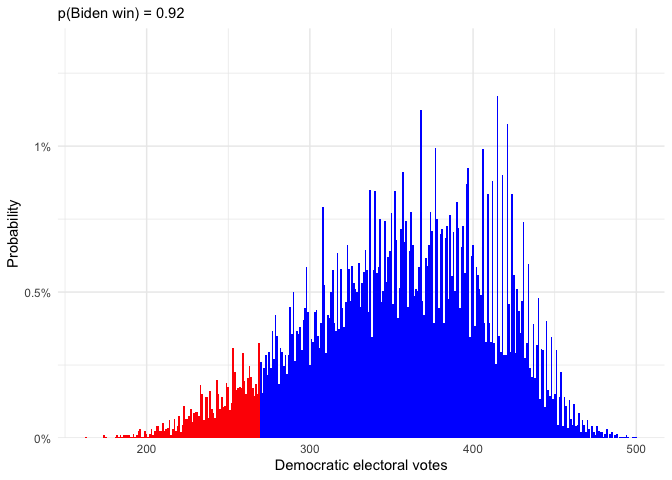 p(Biden win) = 0.92
Probability
1%
0.5%
0%
200
300
400
500
Democratic electoral votes